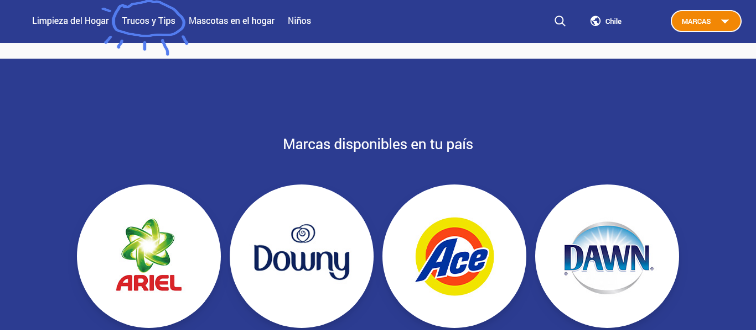 Limpieza del Hogar Trucos y Tips Mascotas en el hogar Niños Chile MARCAS
Marcas disponibles en tu país
ARIEL Downy Ace DAWN